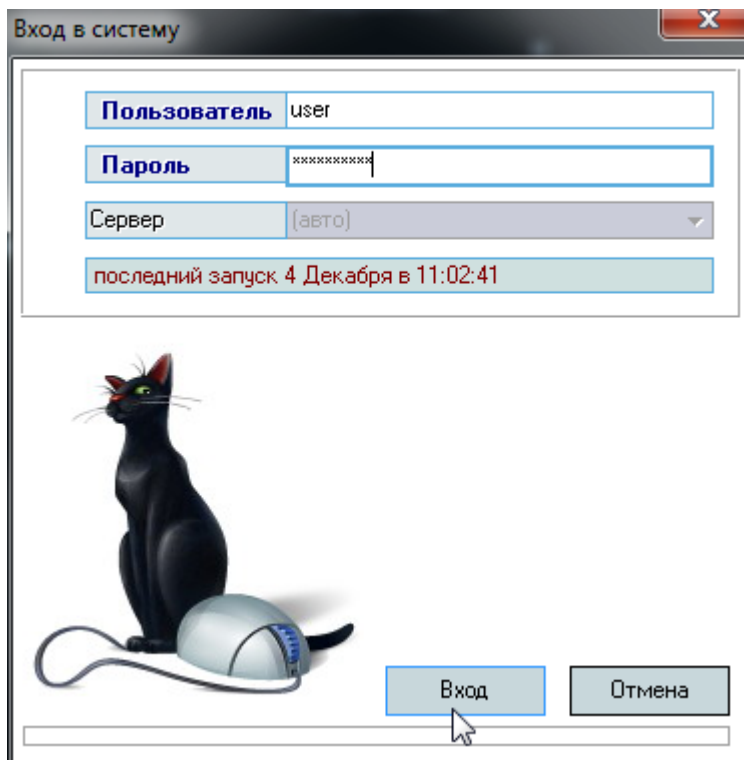 Вход в систему
Пользователь user
Пароль **********
Сервер (авто)
последний запуск 4 Декабря в 11:02:41
Вход Отмена